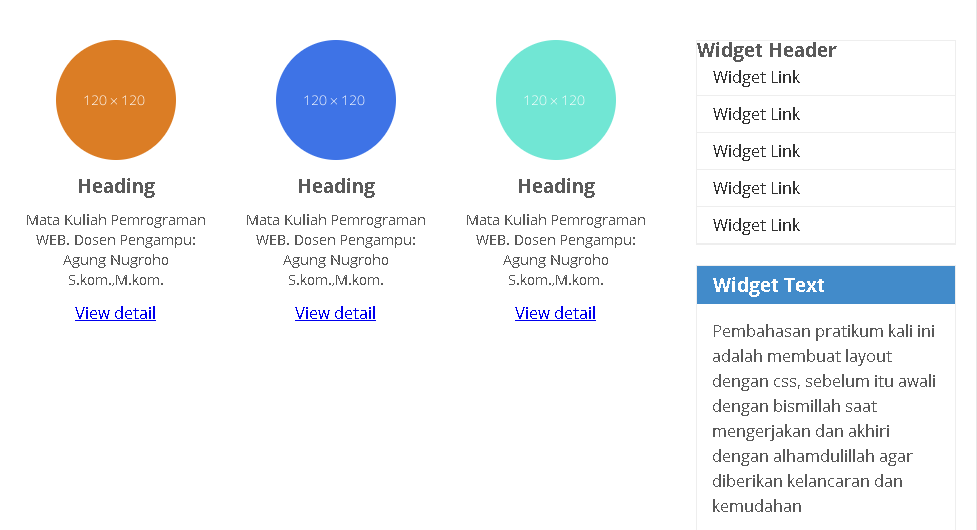 120 × 120
Heading
Mata Kuliah Pemrograman
WEB. Dosen Pengampu:
Agung Nugroho
S.kom.,M.kom.
View detail
120 × 120
Heading
Mata Kuliah Pemrograman
WEB. Dosen Pengampu:
Agung Nugroho
S.kom.,M.kom.
View detail
120 × 120
Heading
Mata Kuliah Pemrograman
WEB. Dosen Pengampu:
Agung Nugroho
S.kom.,M.kom.
View detail
Widget Header
Widget Link
Widget Link
Widget Link
Widget Link
Widget Link
Widget Text
Pembahasan pratikum kali ini
adalah membuat layout
dengan css, sebelum itu awali
dengan bismillah saat
mengerjakan dan akhiri
dengan alhamdulillah agar
diberikan kelancaran dan
kemudahan